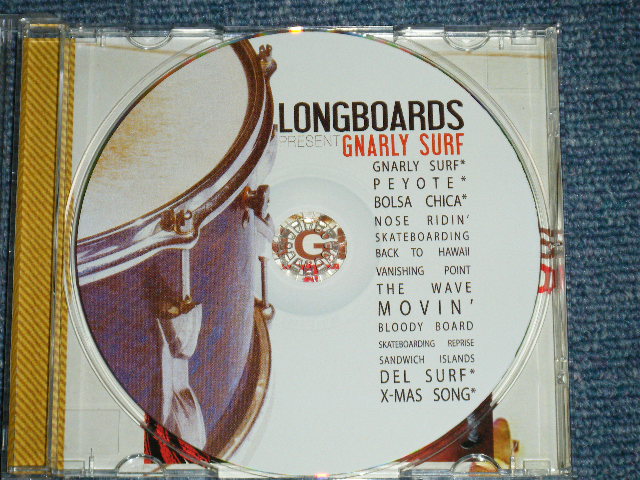 LONGBOARDS
PRESENT GNARLY SURF
GNARLY SURF*
PEYOTE*
BOLSA CHICA*
NOSE RIDIN'
SKATEBOARDING
BACK TO HAWAII
VANISHING POINT
THE WAVE
MOVIN'
BLOODY BOARD
SKATEBOARDING REPRISE
SANDWICH ISLANDS
DEL SURF*
X-MAS SONG*
G